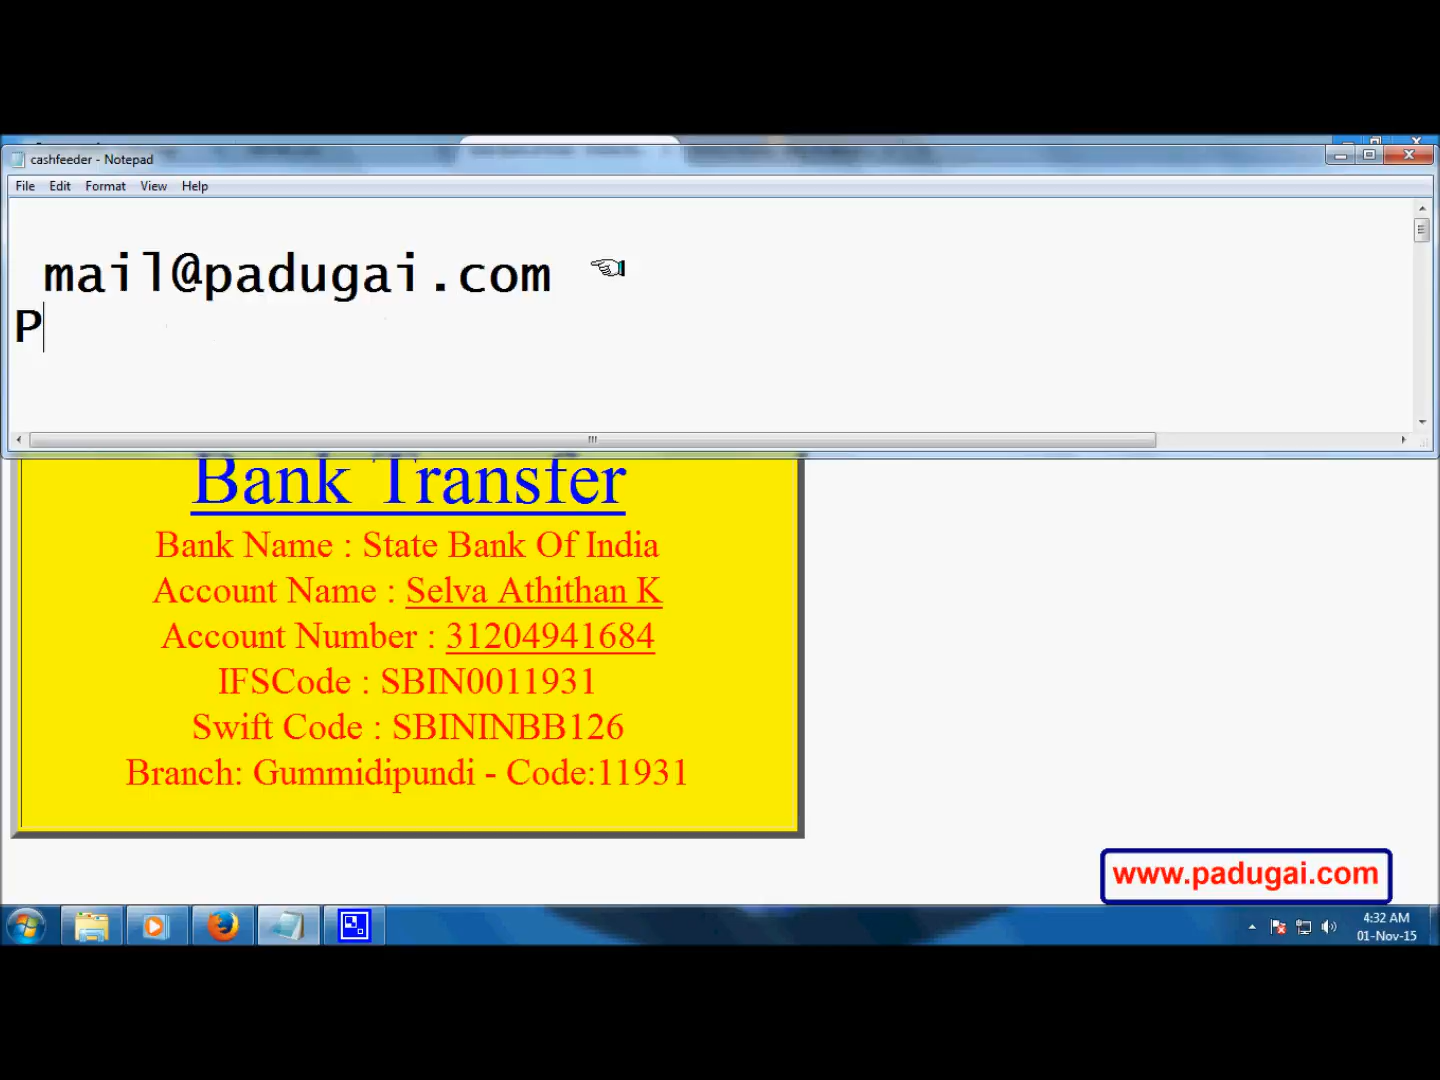 cashfeeder - Notepad
File Edit Format View Help
mail@padugai.com
P
Bank Transfer
Bank Name : State Bank Of India
Account Name : Selva Athithan K
Account Number : 31204941684
IFSCode : SBIN0011931
Swift Code : SBININBB126
Branch: Gummidipundi - Code:11931
www.padugai.com
4:32 AM
01-Nov-15